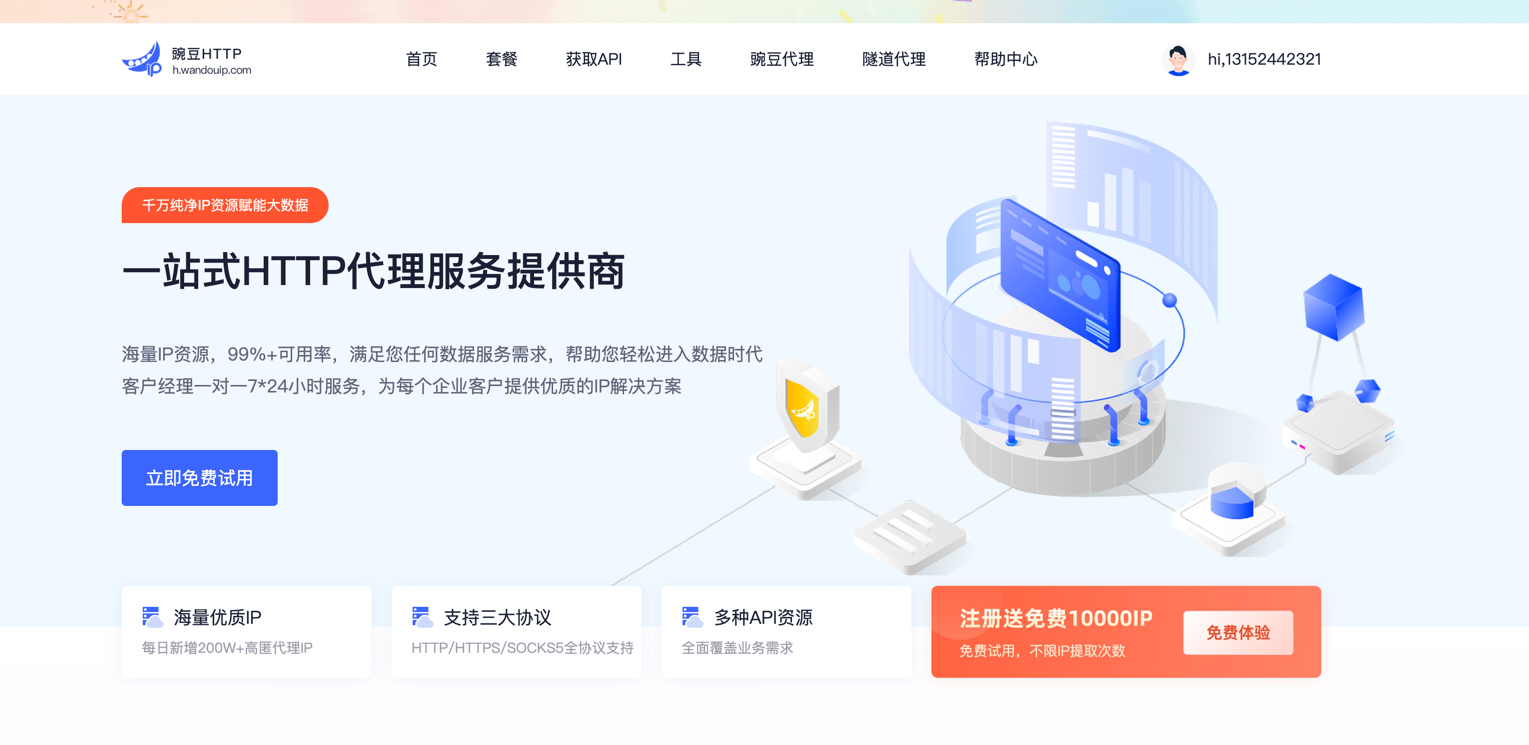 豌豆HTTP
h.wandouip.com
首页 套餐 获取API 工具 豌豆代理 隧道代理 帮助中心
hi,13152442321
千万纯净IP资源赋能大数据
一站式HTTP代理服务提供商
海量IP资源，99%+可用率，满足您任何数据服务需求，帮助您轻松进入数据时代
客户经理一对一7*24小时服务，为每个企业客户提供优质的IP解决方案
立即免费试用
海量优质IP
每日新增200W+高匿代理IP
支持三大协议
HTTP/HTTPS/SOCKS5全协议支持
多种API资源
全面覆盖业务需求
注册送免费10000IP
免费试用，不限IP提取次数
免费体验